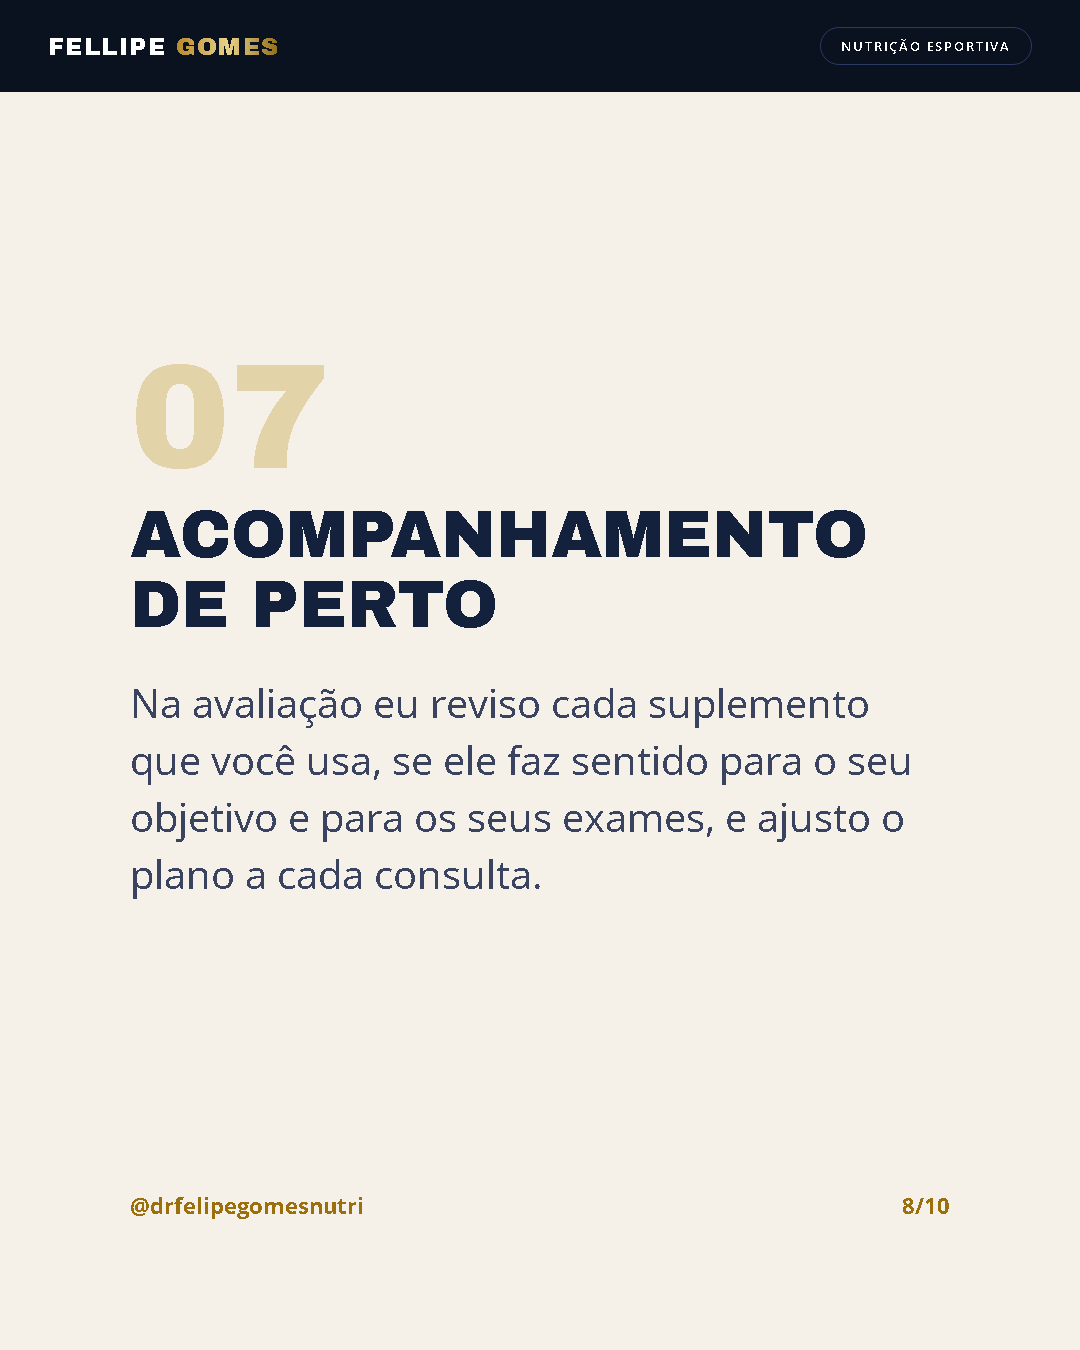 FELLIPE GOMES
NUTRIÇÃO ESPORTIVA
07
ACOMPANHAMENTO
DE PERTO
Na avaliação eu reviso cada suplemento
que você usa, se ele faz sentido para o seu
objetivo e para os seus exames, e ajusto o
plano a cada consulta.
@drfelipegomesnutri
8/10